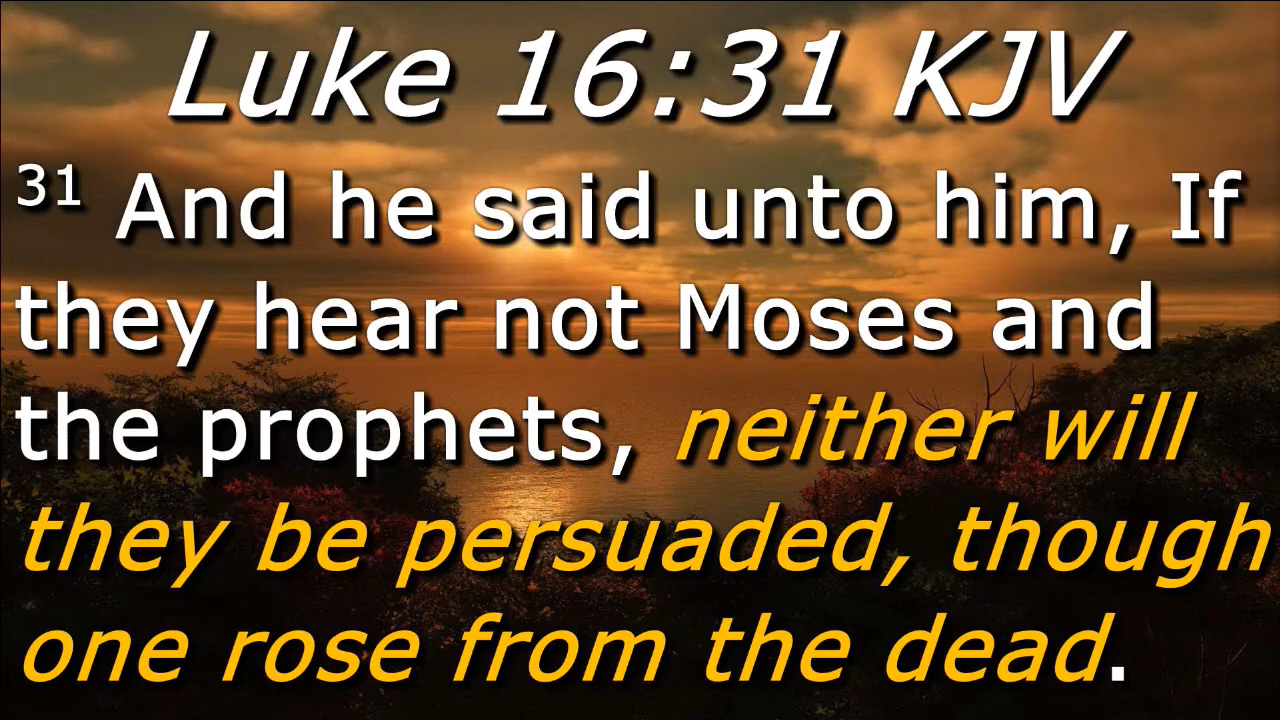 Luke 16:31 KJV
31 And he said unto him, If
they hear not Moses and
the prophets, neither will
they be persuaded, though
one rose from the dead.